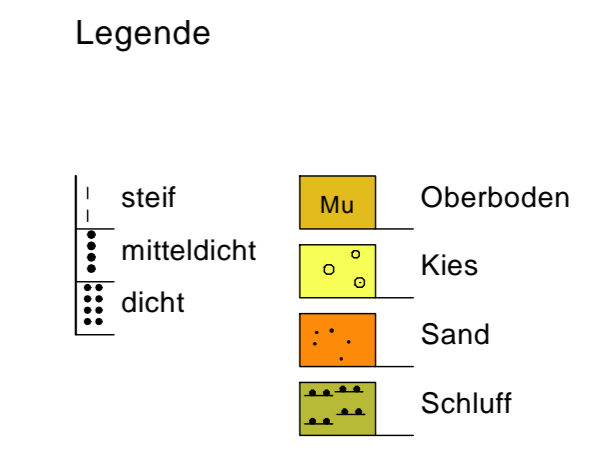 Legende
steif
mitteldicht
dicht
Mu Oberboden
Kies
Sand
Schluff